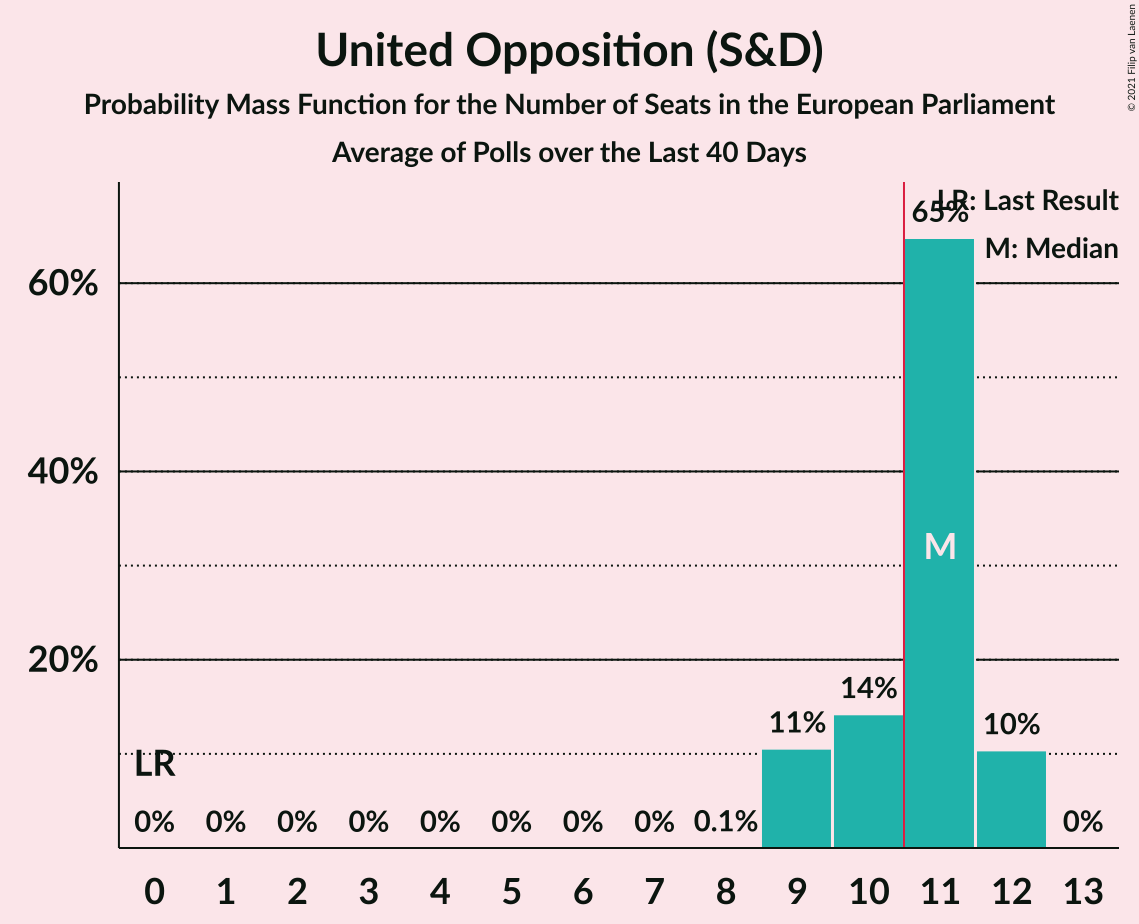 United Opposition (S&D)
Probability Mass Function for the Number of Seats in the European Parliament
Average of Polls over the Last 40 Days
© 2021 Filip van Laenen
LR: Last Result
M: Median
65%
60%
40%
20%
M
14%
11%
10%
LR
0% 0% 0% 0% 0% 0% 0% 0% 0.1% 0%
0 1 2 3 4 5 6 7 8 9 10 11 12 13